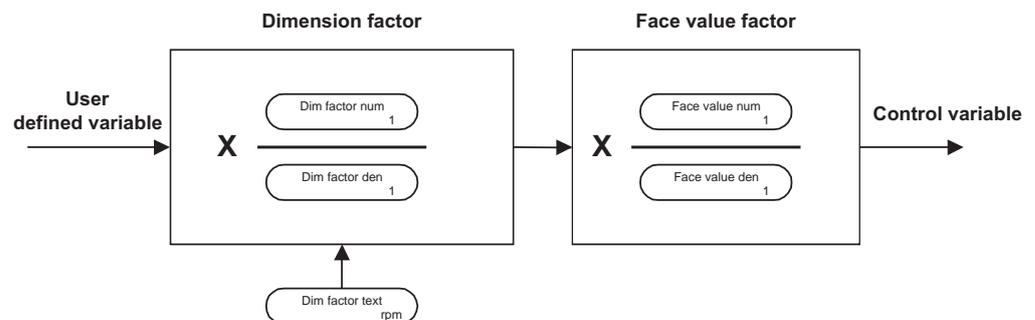 Dimension factor
Face value factor
User
defined variable
X
Dim factor num
1
Dim factor den
1
X
Face value num
1
Face value den
1
Control variable
Dim factor text
rpm